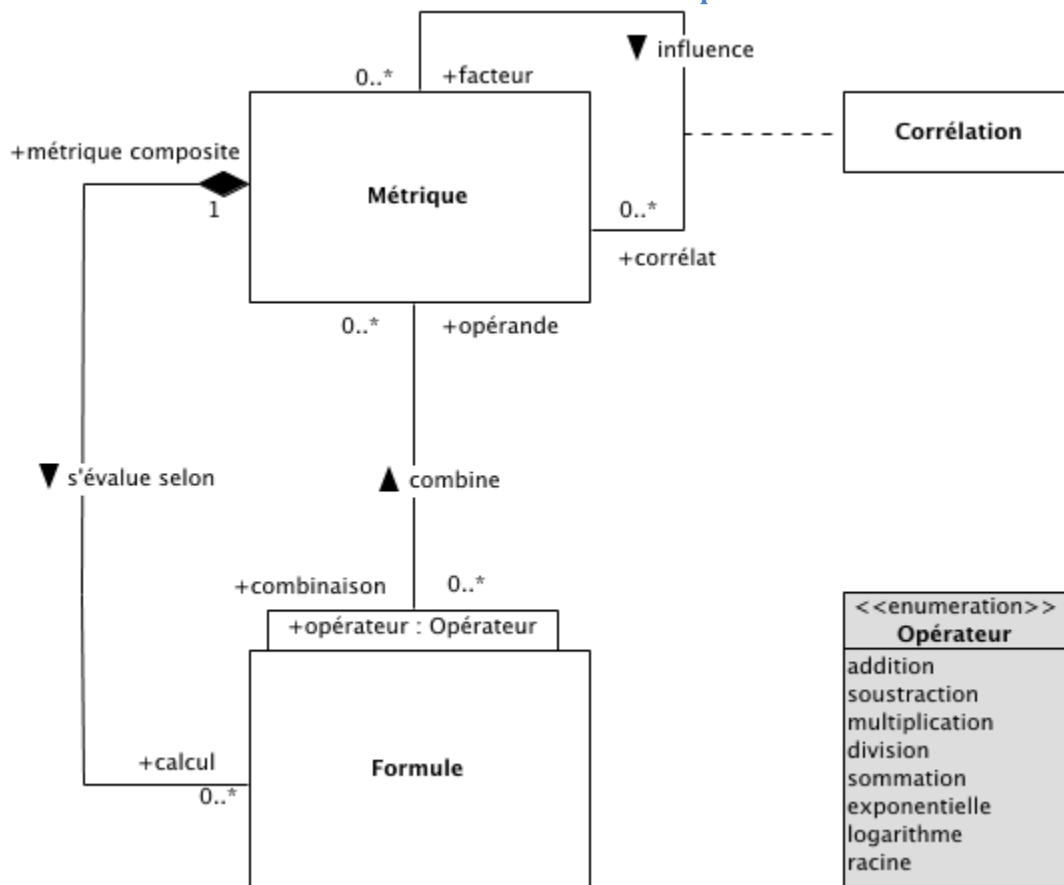 influence
0..*
+facteur
Corrélation
+métrique composite
Métrique
1
0..*
+corrélat
0..*
+opérande
s'évalue selon
combine
+combinaison
0..*
+opérateur : Opérateur
<<enumeration>>
Opérateur
addition
soustraction
multiplication
division
sommation
exponentielle
logarithme
racine
+calcul
0..*
Formule